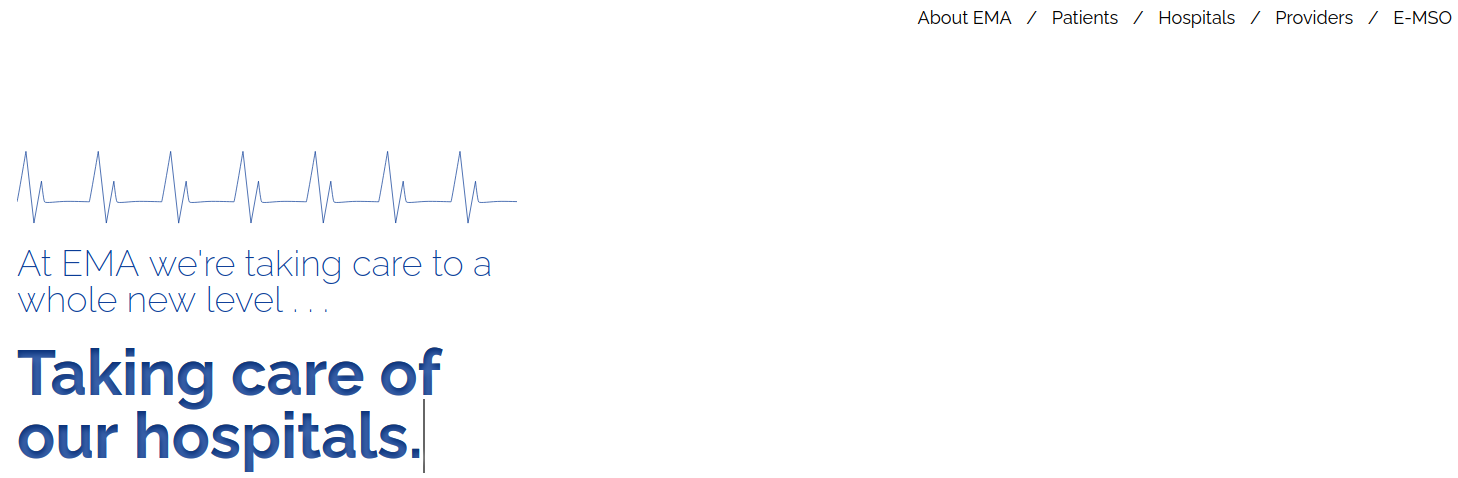 About EMA / Patients / Hospitals / Providers / E-MSO
At EMA we're taking care to a
whole new level . . .
Taking care of
our hospitals.